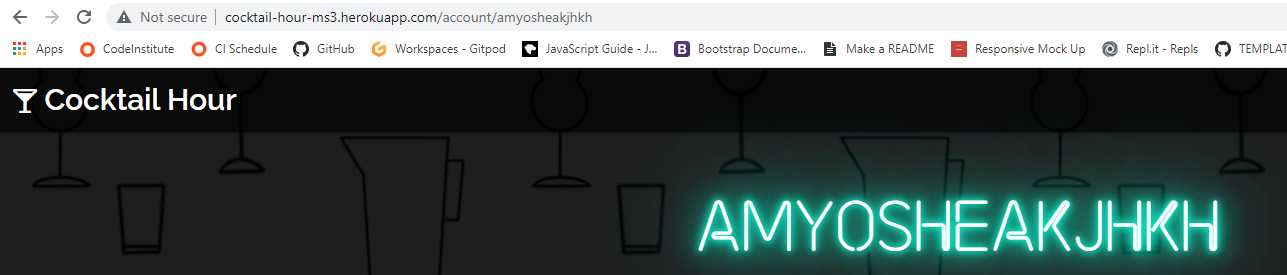 Not secure | cocktail-hour-ms3.herokuapp.com/account/amyosheakjhkh
Apps CodeInstitute CI Schedule GitHub Workspaces - Gitpod JavaScript Guide - J... Bootstrap Docume... Make a README Responsive Mock Up Repl.it - Repls TEMPLAT
Cocktail Hour
AMYOSHEAKJHKH